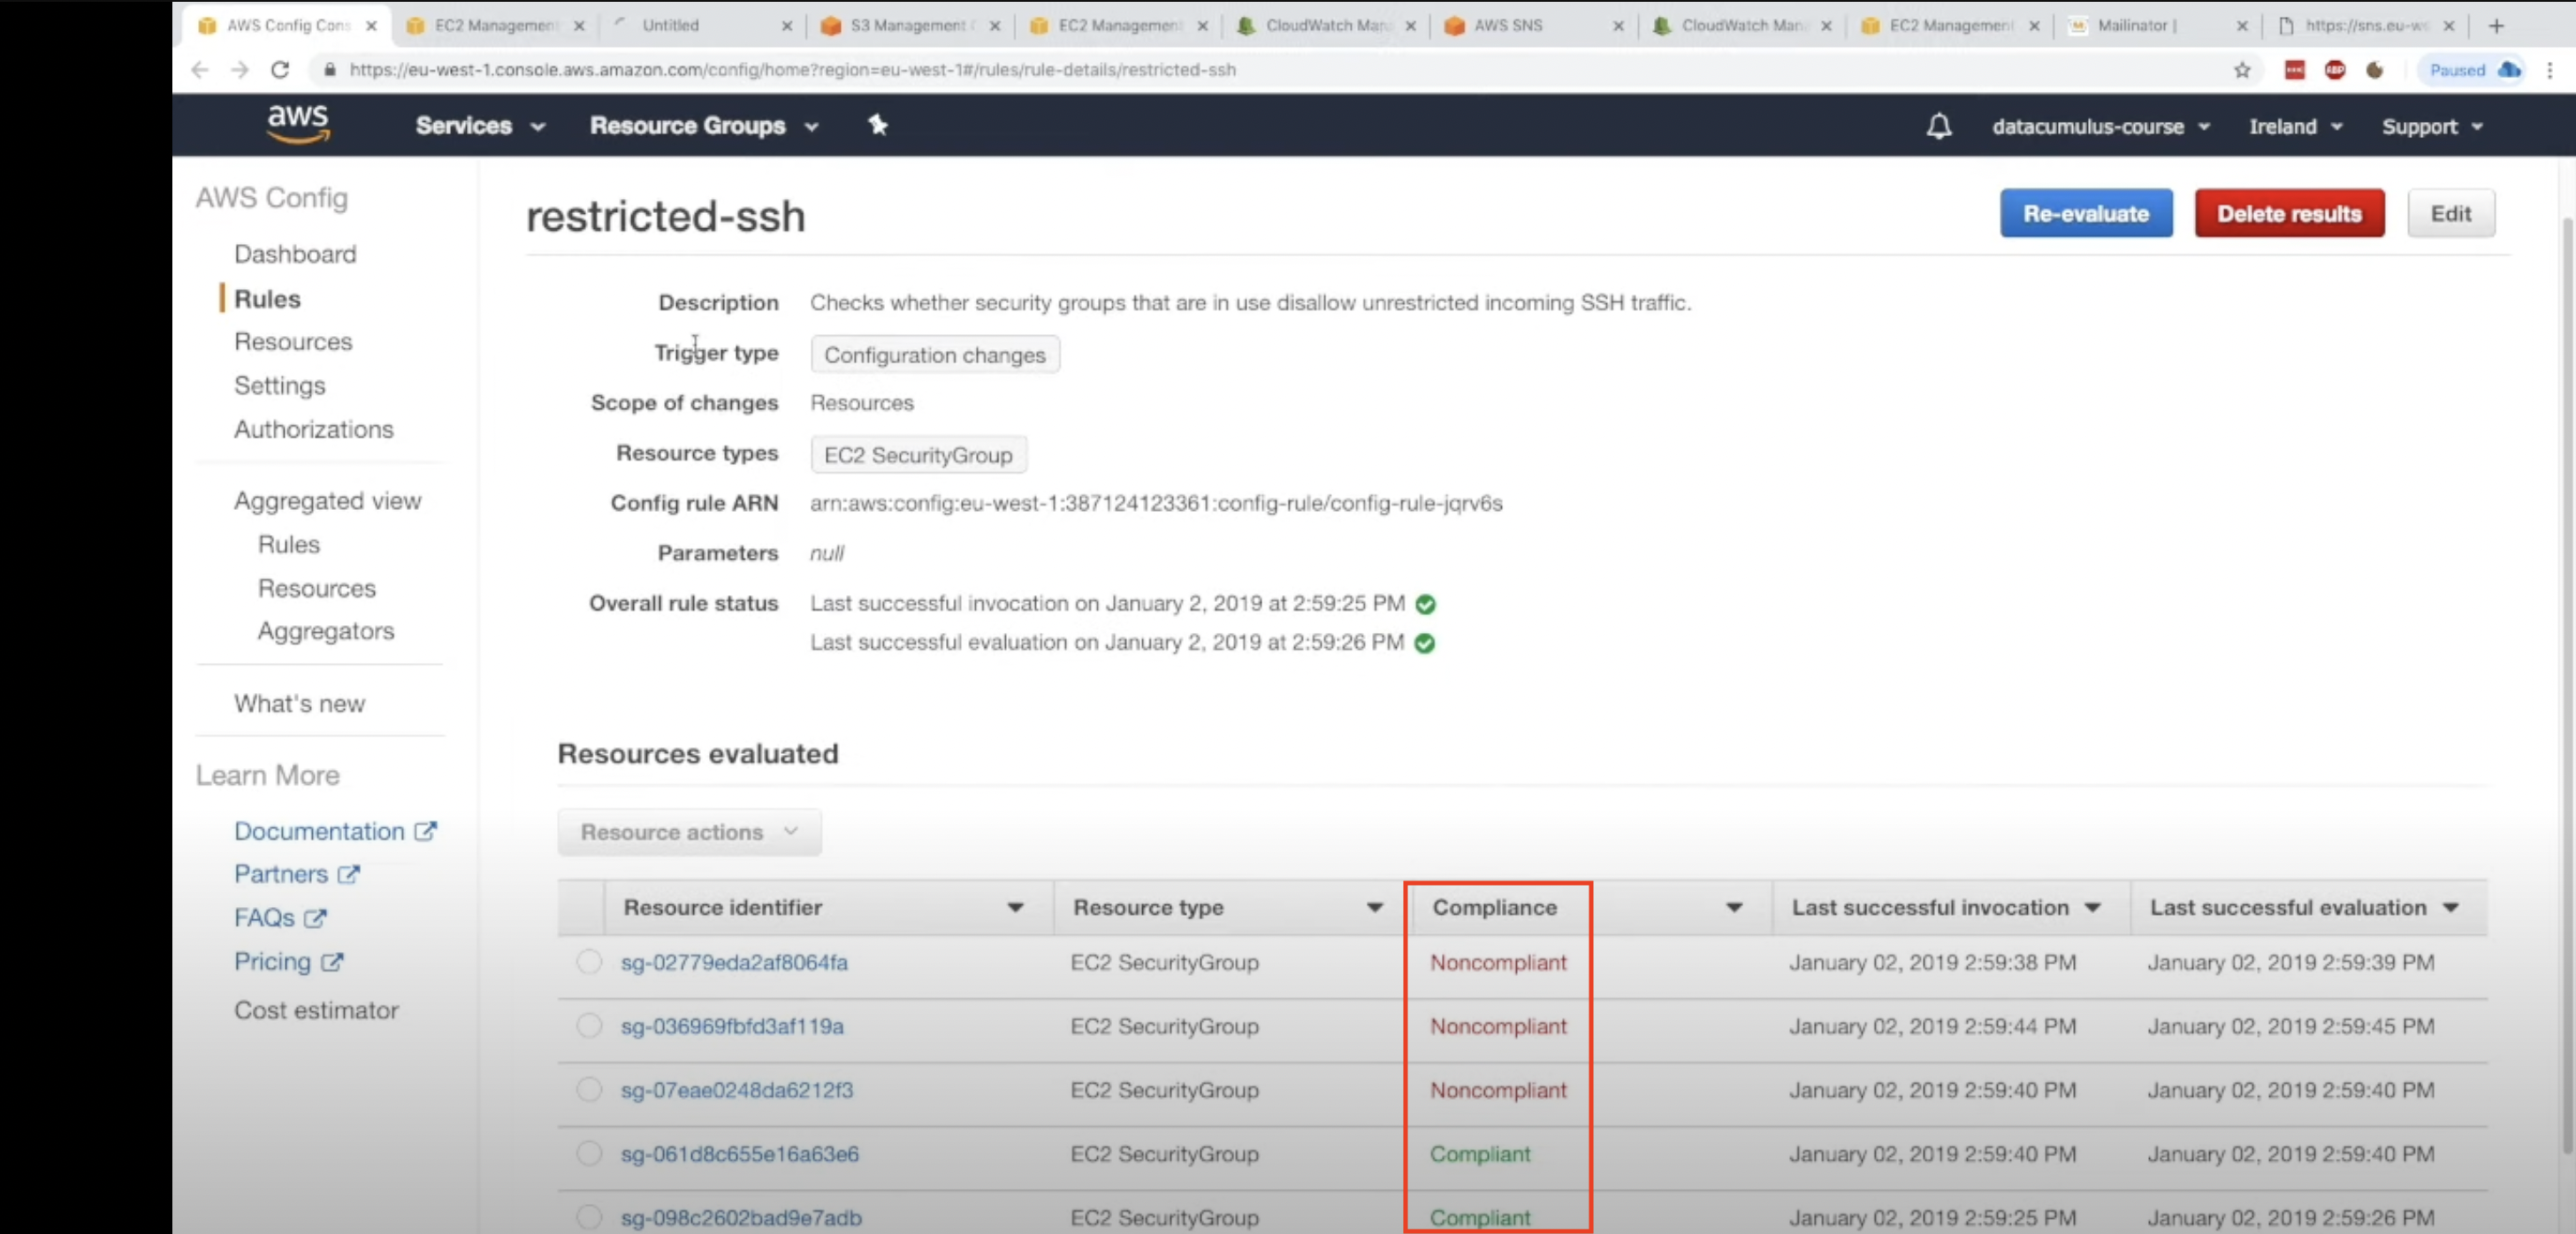 AWS Config Cons
EC2 Management
Untitled
S3 Management C
EC2 Management
CloudWatch Mana
AWS SNS
CloudWatch Man
EC2 Management
Mailinator |
https://sns.eu-we
https://eu-west-1.console.aws.amazon.com/config/home?region=eu-west-1#/rules/rule-details/restricted-ssh
ABP
Paused
aws
Services
Resource Groups
datacumulus-course
Ireland
Support
AWS Config
Dashboard
Rules
Resources
Settings
Authorizations
Aggregated view
Rules
Resources
Aggregators
What's new
Learn More
Documentation
Partners
FAQs
Pricing
Cost estimator
restricted-ssh
Re-evaluate
Delete results
Edit
Description Checks whether security groups that are in use disallow unrestricted incoming SSH traffic.
Trigger type Configuration changes
Scope of changes Resources
Resource types EC2 SecurityGroup
Config rule ARN arn:aws:config:eu-west-1:387124123361:config-rule/config-rule-jqrv6s
Parameters null
Overall rule status Last successful invocation on January 2, 2019 at 2:59:25 PM
Last successful evaluation on January 2, 2019 at 2:59:26 PM
Resources evaluated
Resource actions
Resource identifier Resource type Compliance Last successful invocation Last successful evaluation
sg-02779eda2af8064fa EC2 SecurityGroup Noncompliant January 02, 2019 2:59:38 PM January 02, 2019 2:59:39 PM
sg-036969fbfd3af119a EC2 SecurityGroup Noncompliant January 02, 2019 2:59:44 PM January 02, 2019 2:59:45 PM
sg-07eae0248da6212f3 EC2 SecurityGroup Noncompliant January 02, 2019 2:59:40 PM January 02, 2019 2:59:40 PM
sg-061d8c655e16a63e6 EC2 SecurityGroup Compliant January 02, 2019 2:59:40 PM January 02, 2019 2:59:40 PM
sg-098c2602bad9e7adb EC2 SecurityGroup Compliant January 02, 2019 2:59:25 PM January 02, 2019 2:59:26 PM